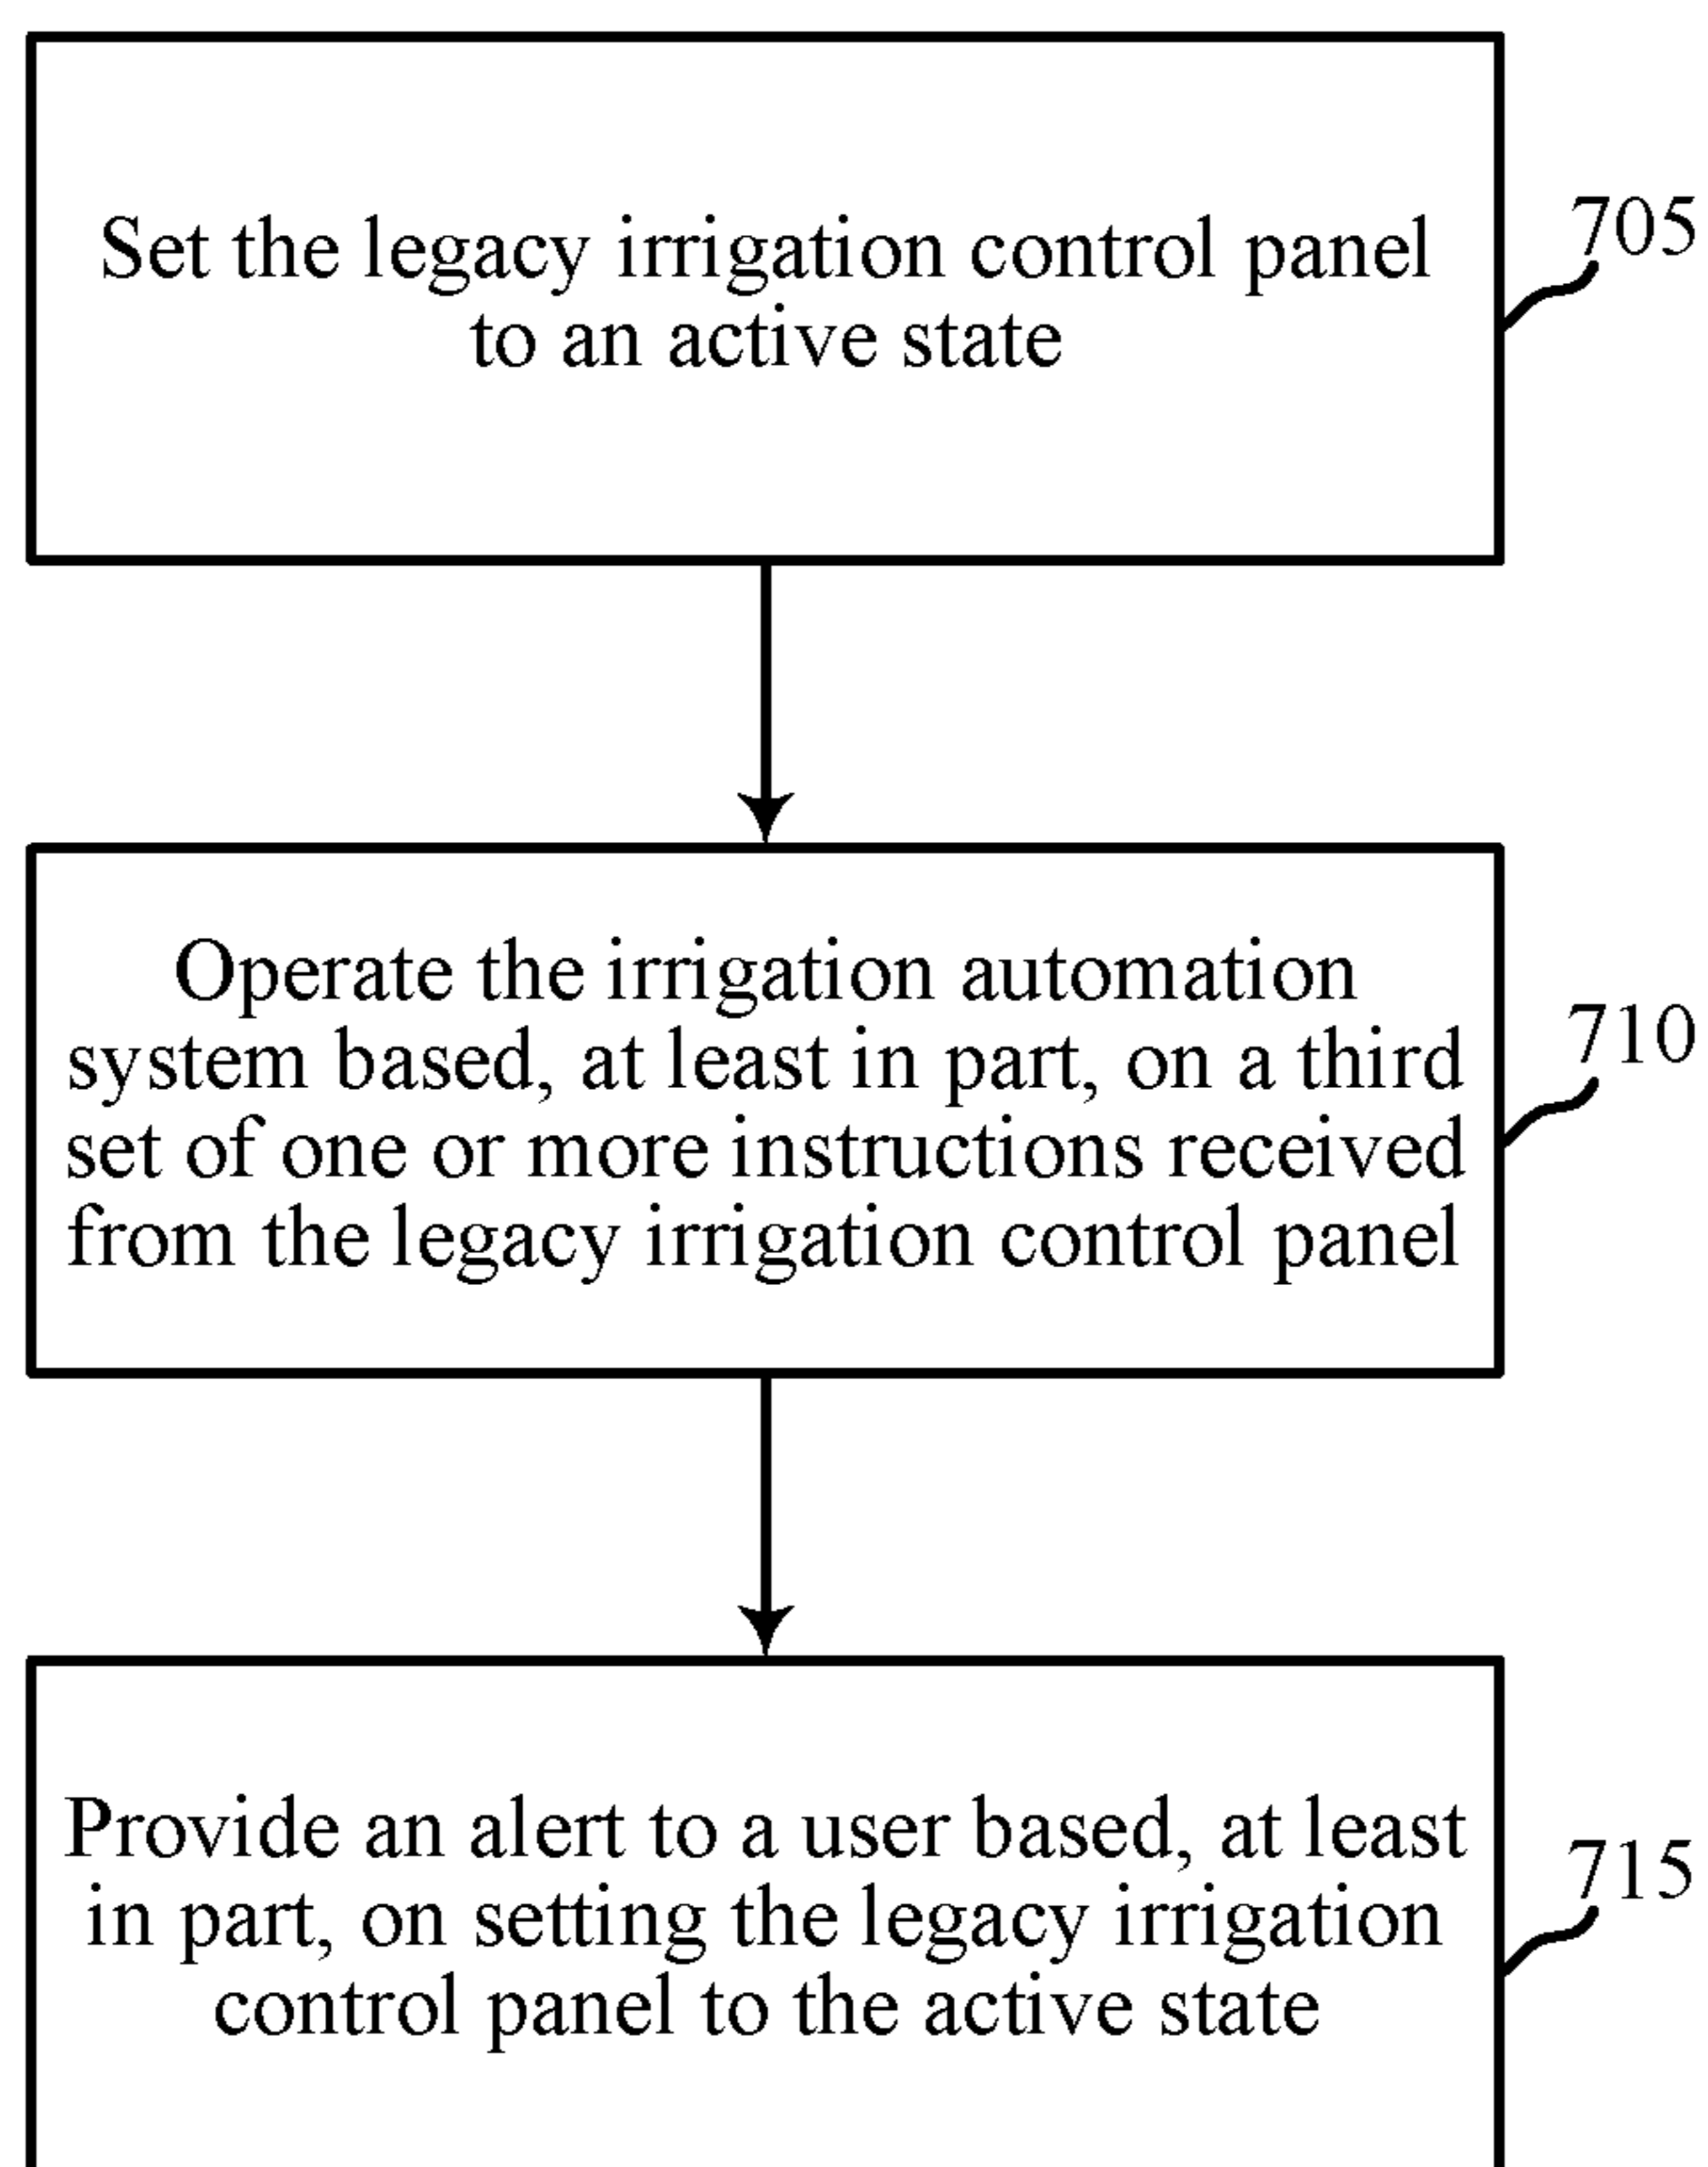 Set the legacy irrigation control panel
to an active state
705
Operate the irrigation automation
system based, at least in part, on a third
set of one or more instructions received
from the legacy irrigation control panel
710
Provide an alert to a user based, at least
in part, on setting the legacy irrigation
control panel to the active state
715